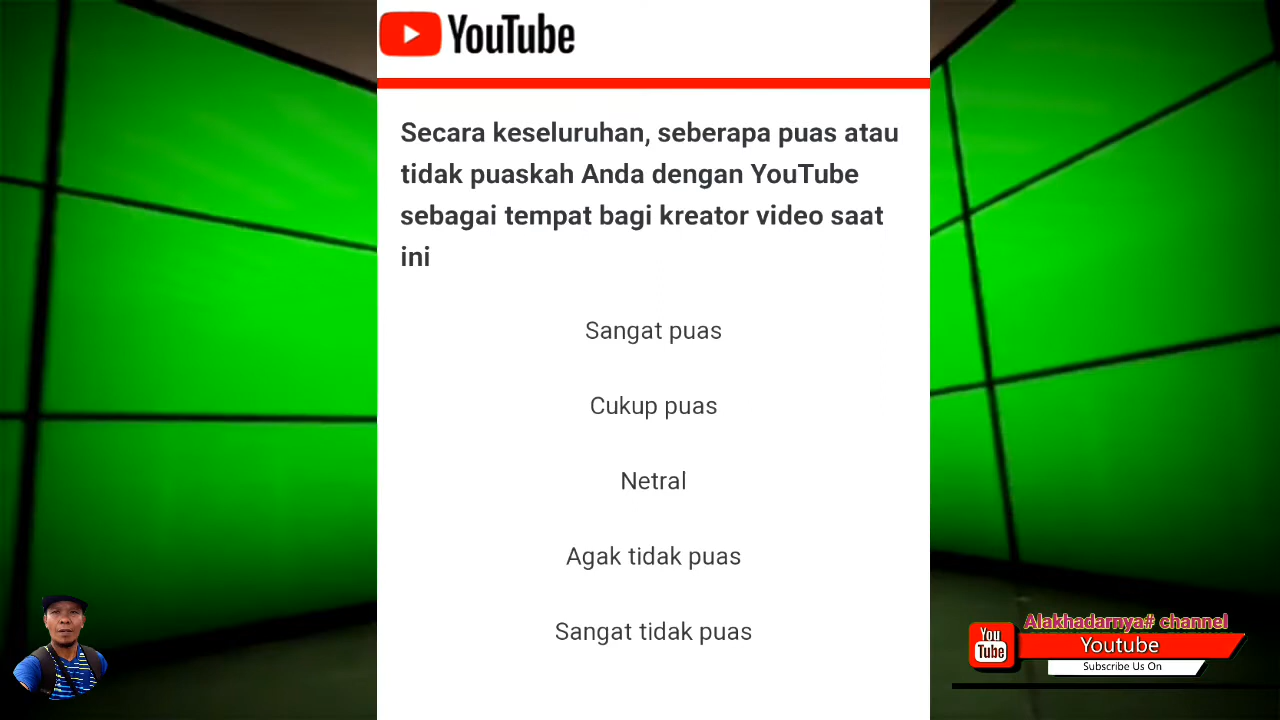 YouTube
Secara keseluruhan, seberapa puas atau
tidak puaskah Anda dengan YouTube
sebagai tempat bagi kreator video saat
ini
Sangat puas
Cukup puas
Netral
Agak tidak puas
Sangat tidak puas
Alakhadarnya# channel
You
Tube
Youtube
Subscribe Us On